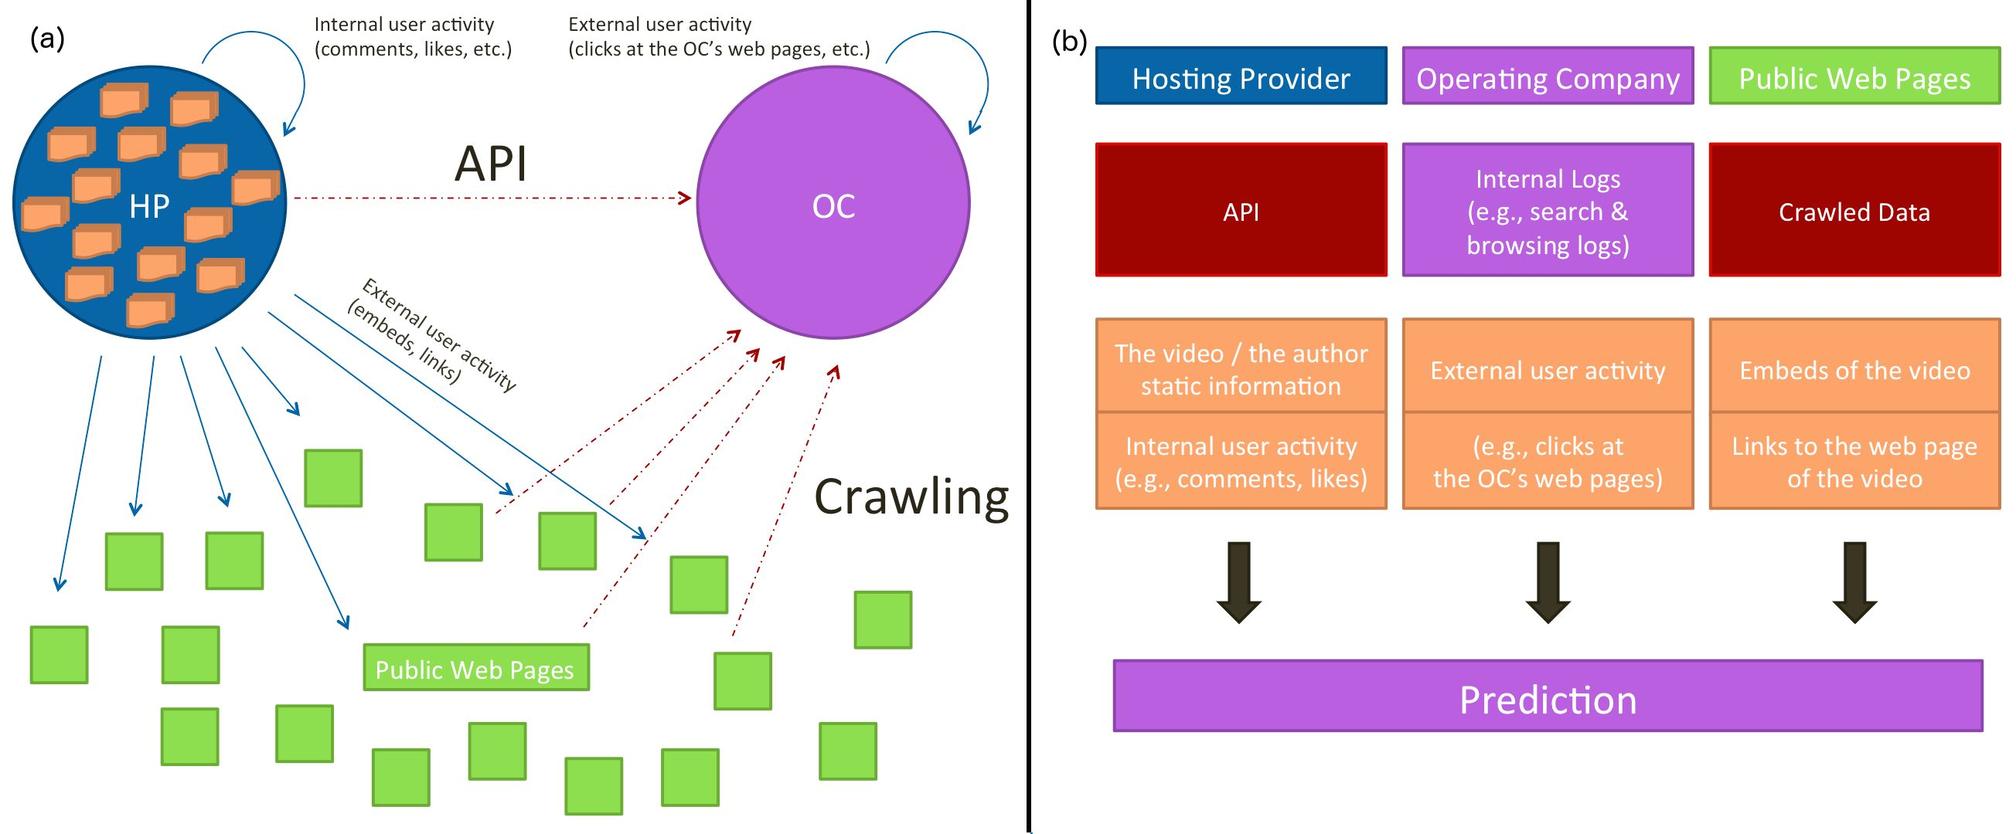 (a)
Internal user activity
(comments, likes, etc.)
External user activity
(clicks at the OC's web pages, etc.)
HP
API
OC
External user activity
(embeds, links)
Crawling
Public Web Pages
(b)
Hosting Provider
Operating Company
Public Web Pages
API
Internal Logs
(e.g., search &
browsing logs)
Crawled Data
The video / the author
static information
External user activity
Embeds of the video
Internal user activity
(e.g., comments, likes)
(e.g., clicks at
the OC's web pages)
Links to the web page
of the video
Prediction